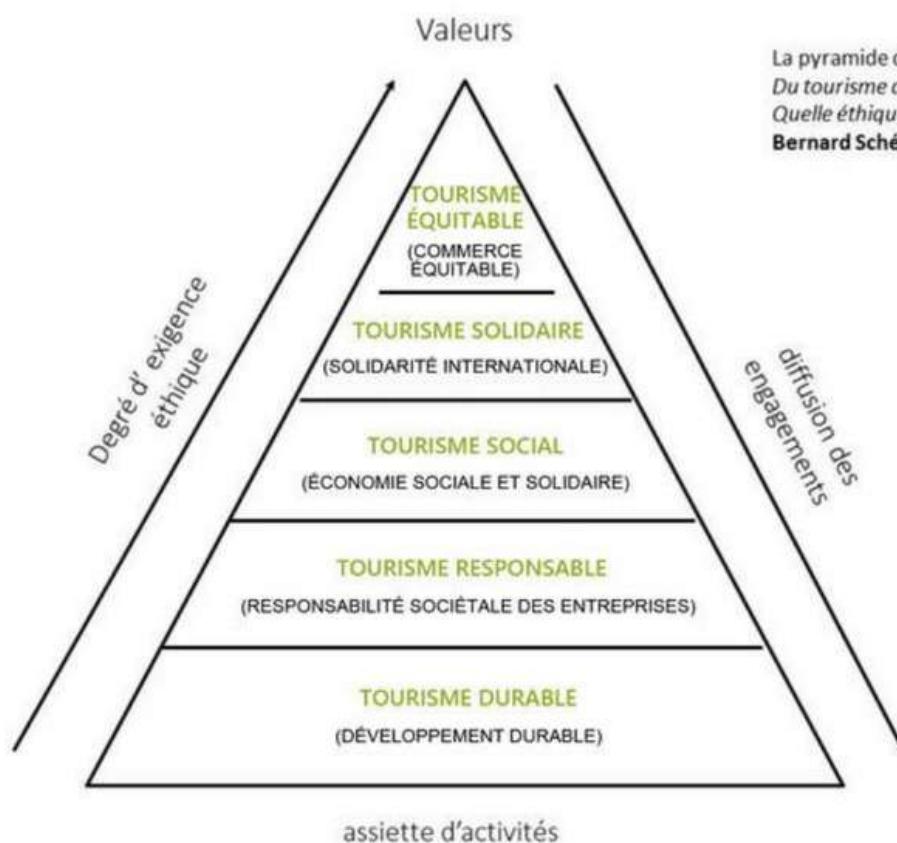 Valeurs
La pyramide
Du tourisme
Quelle
Bernard
TOURISME
ÉQUITABLE
(COMMERCE
ÉQUITABLE)
TOURISME SOLIDAIRE
(SOLIDARITÉ INTERNATIONALE)
TOURISME SOCIAL
(ÉCONOMIE SOCIALE ET SOLIDAIRE)
TOURISME RESPONSABLE
(RESPONSABILITÉ SOCIÉTALE DES ENTREPRISES)
TOURISME DURABLE
(DÉVELOPPEMENT DURABLE)
Degré d’ exigence
éthique
diffusion des
engagements
assiette d’activités